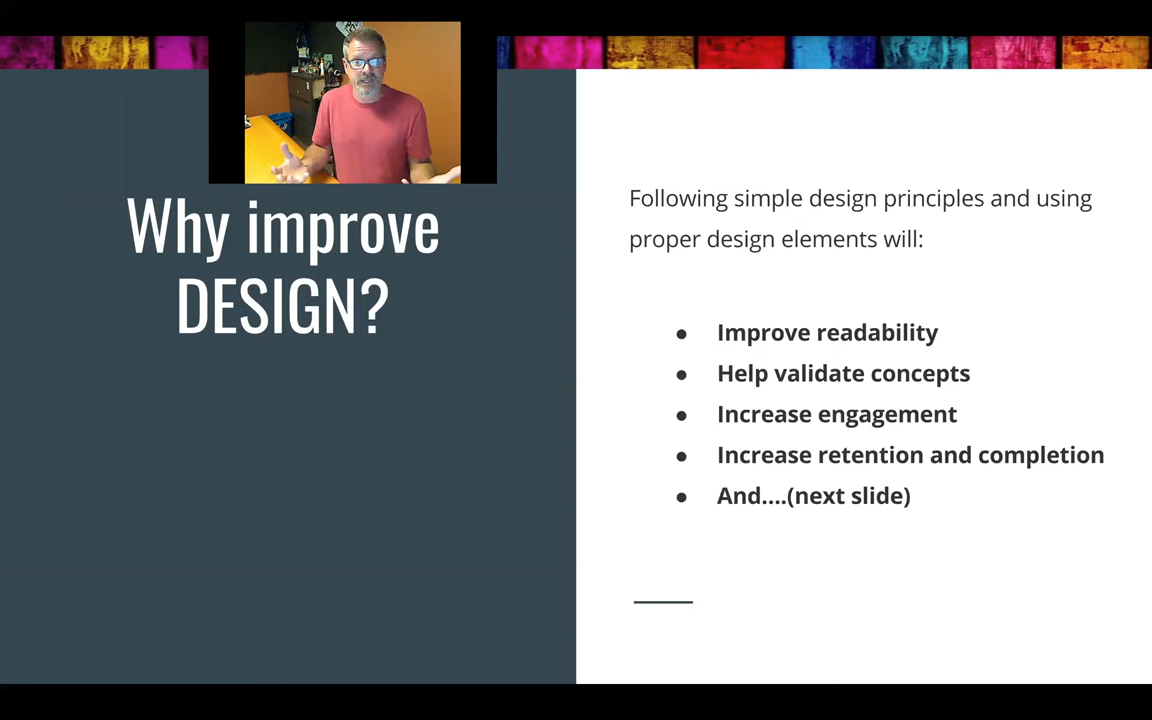 Why improve
DESIGN?
Following simple design principles and using
proper design elements will:
● Improve readability
● Help validate concepts
● Increase engagement
● Increase retention and completion
● And....(next slide)